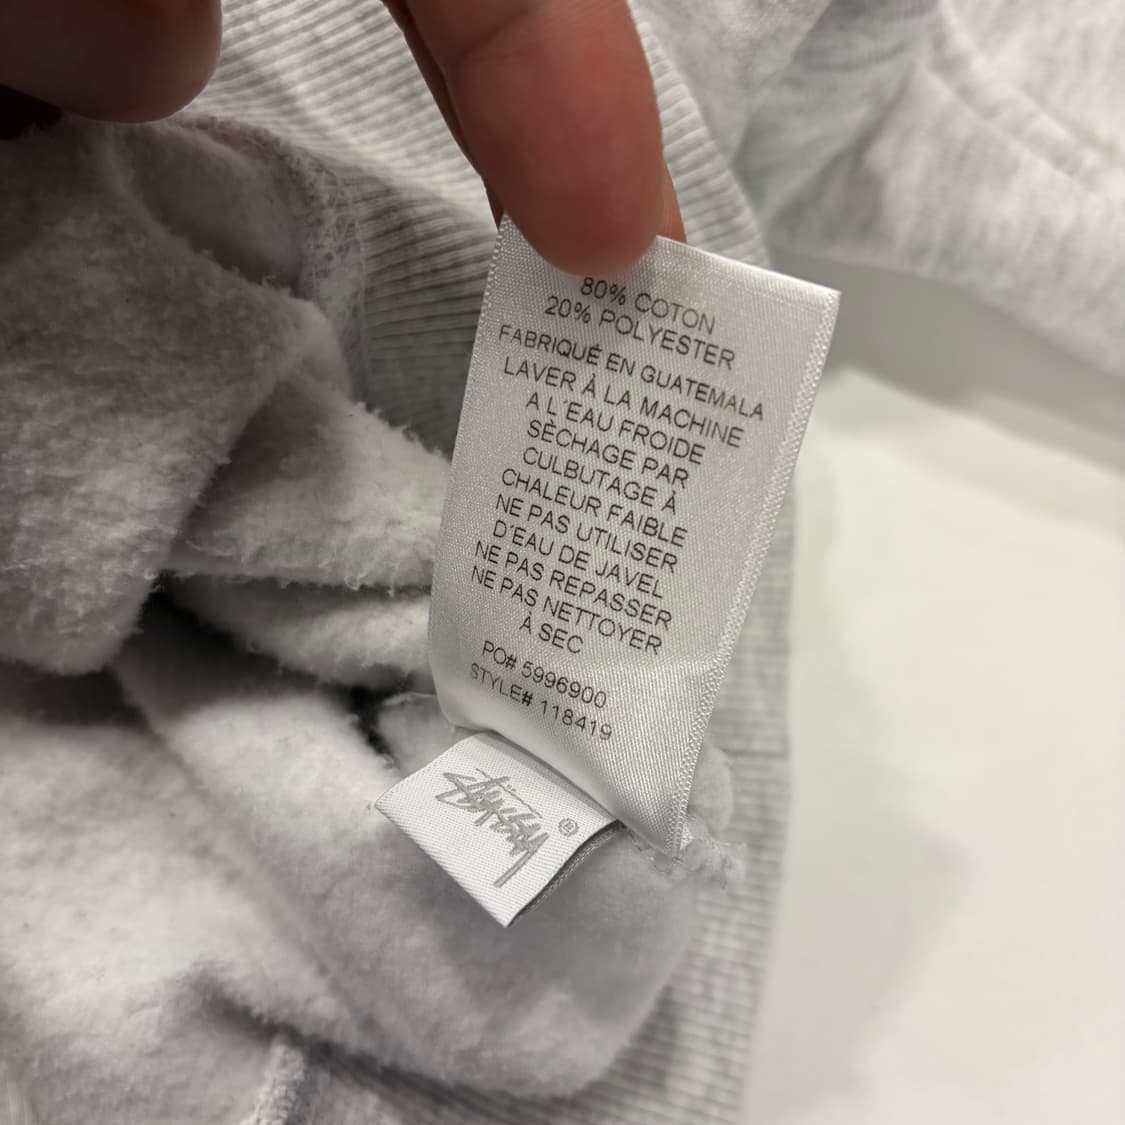 80% COTON
20% POLYESTER
FABRIQUÉ EN GUATEMALA
LAVER À LA MACHINE
A L'EAU FROIDE
SÈCHAGE PAR
CULBUTAGE À
CHALEUR FAIBLE
NE PAS UTILISER
D'EAU DE JAVEL
NE PAS REPASSER
NE PAS NETTOYER
À SEC
PO# 5996900
STYLE# 118419
Stüssy ®